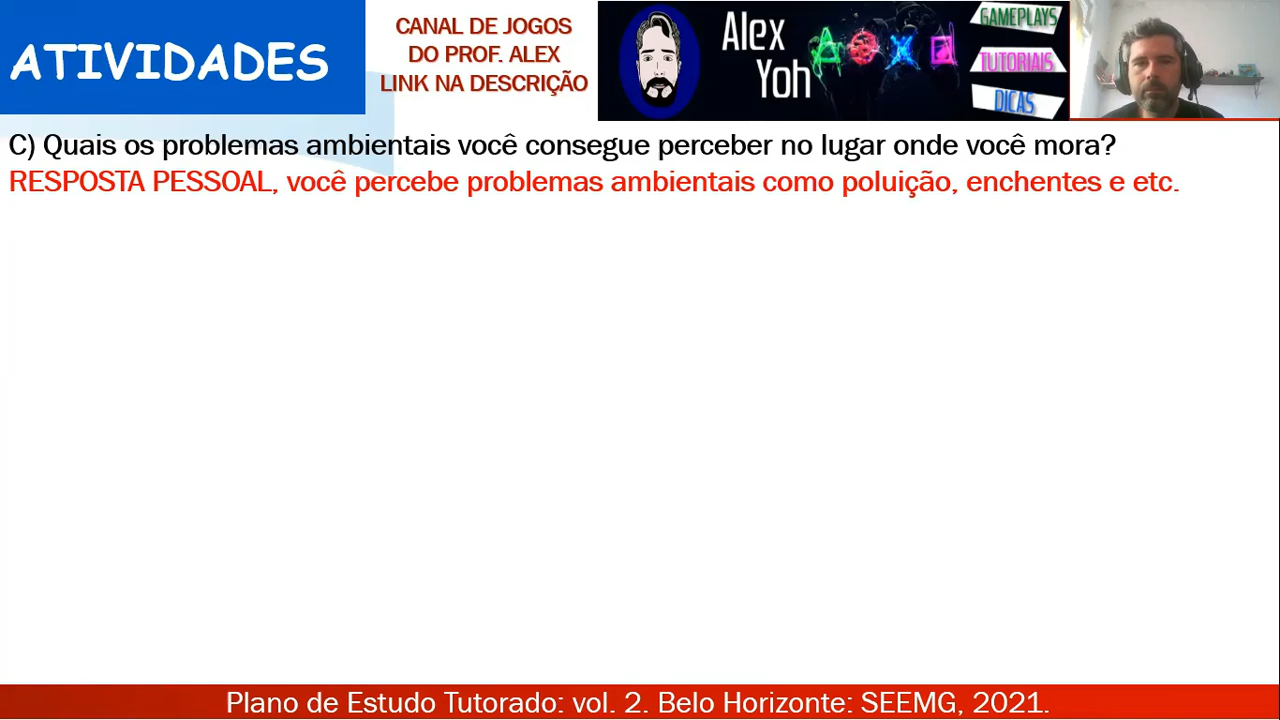 ATIVIDADES
CANAL DE JOGOS
DO PROF. ALEX
LINK NA DESCRIÇÃO
Alex
Yoh
GAMEPLAYS
TUTORIAIS
DICAS
C) Quais os problemas ambientais você consegue perceber no lugar onde você mora?
RESPOSTA PESSOAL, você percebe problemas ambientais como poluição, enchentes e etc.
Plano de Estudo Tutorado: vol. 2. Belo Horizonte: SEEMG, 2021.